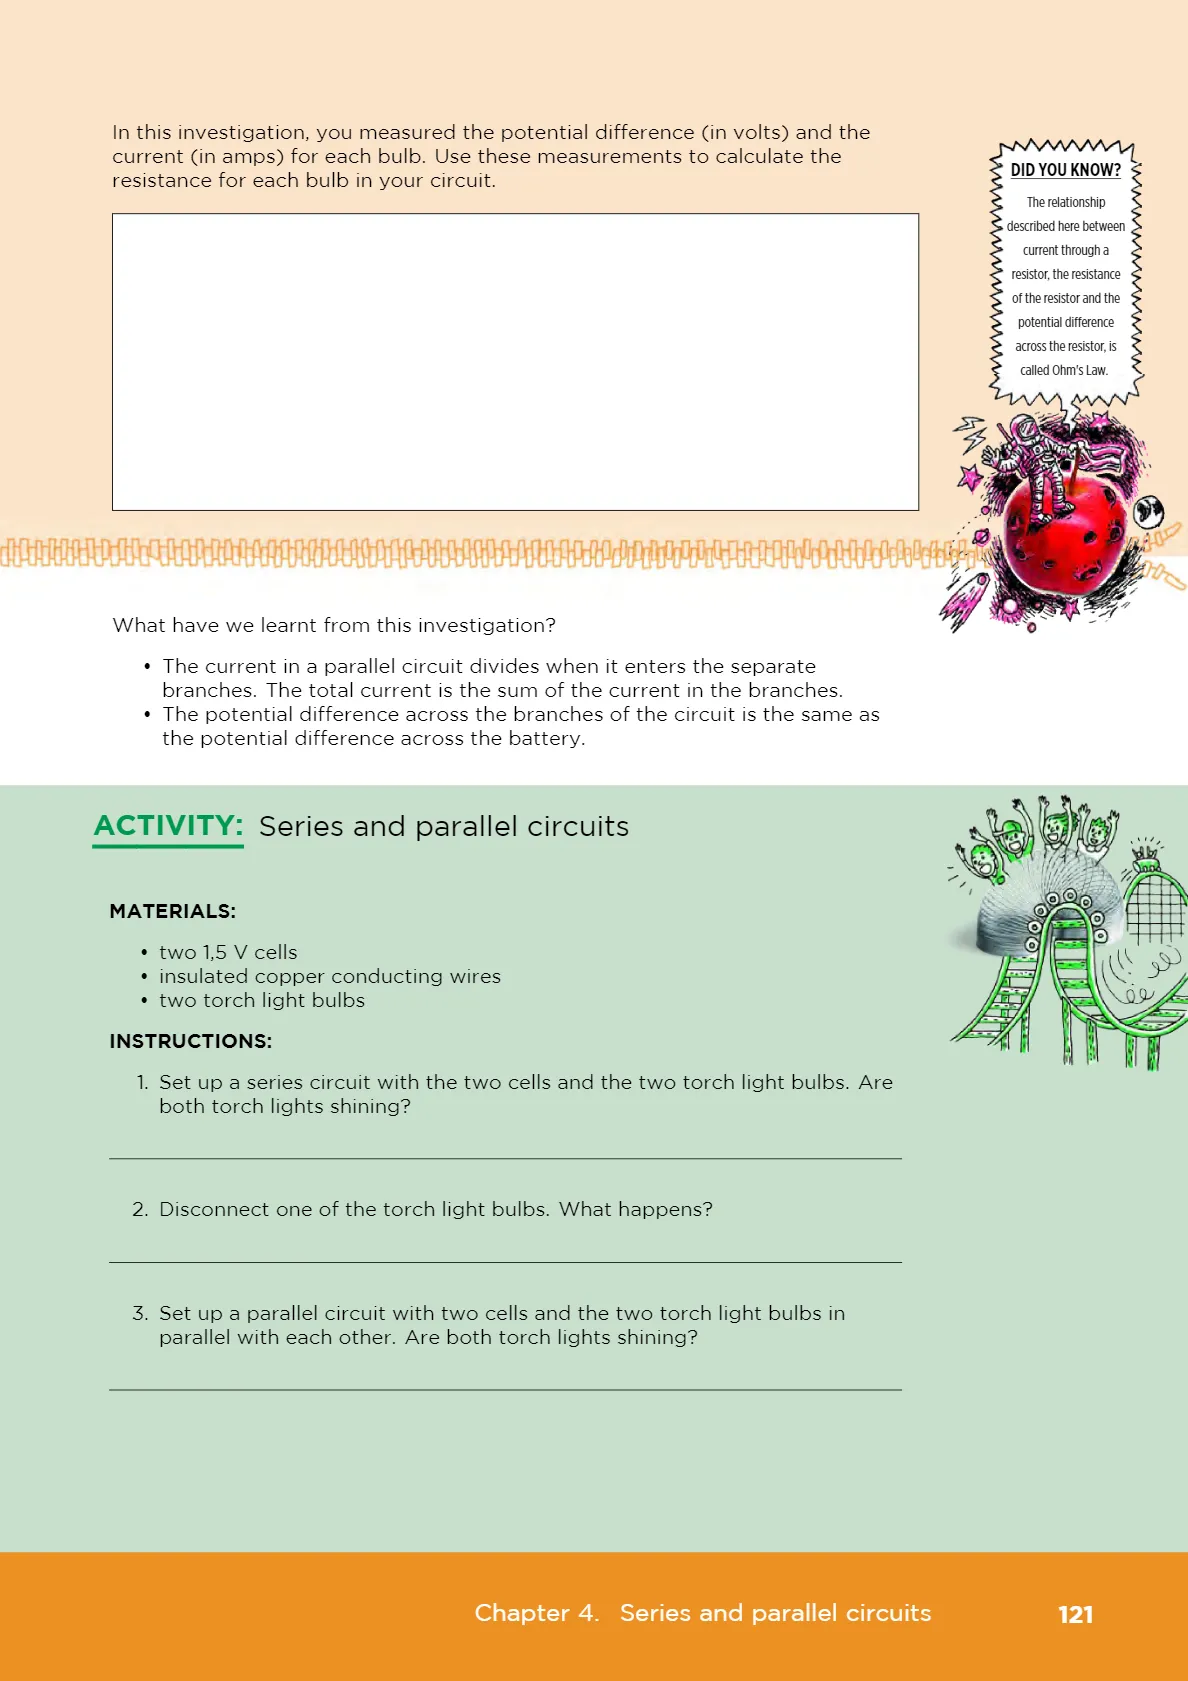 In this investigation, you measured the potential difference (in volts) and the
current (in amps) for each bulb. Use these measurements to calculate the
resistance for each bulb in your circuit.
DID YOU KNOW?
The relationship
described here between
current through a
resistor, the resistance
of the resistor and the
potential difference
across the resistor, is
called Ohm's Law.
What have we learnt from this investigation?
• The current in a parallel circuit divides when it enters the separate
branches. The total current is the sum of the current in the branches.
• The potential difference across the branches of the circuit is the same as
the potential difference across the battery.
ACTIVITY: Series and parallel circuits
MATERIALS:
• two 1,5 V cells
• insulated copper conducting wires
• two torch light bulbs
INSTRUCTIONS:
1. Set up a series circuit with the two cells and the two torch light bulbs. Are
both torch lights shining?
2. Disconnect one of the torch light bulbs. What happens?
3. Set up a parallel circuit with two cells and the two torch light bulbs in
parallel with each other. Are both torch lights shining?
Chapter 4. Series and parallel circuits 121